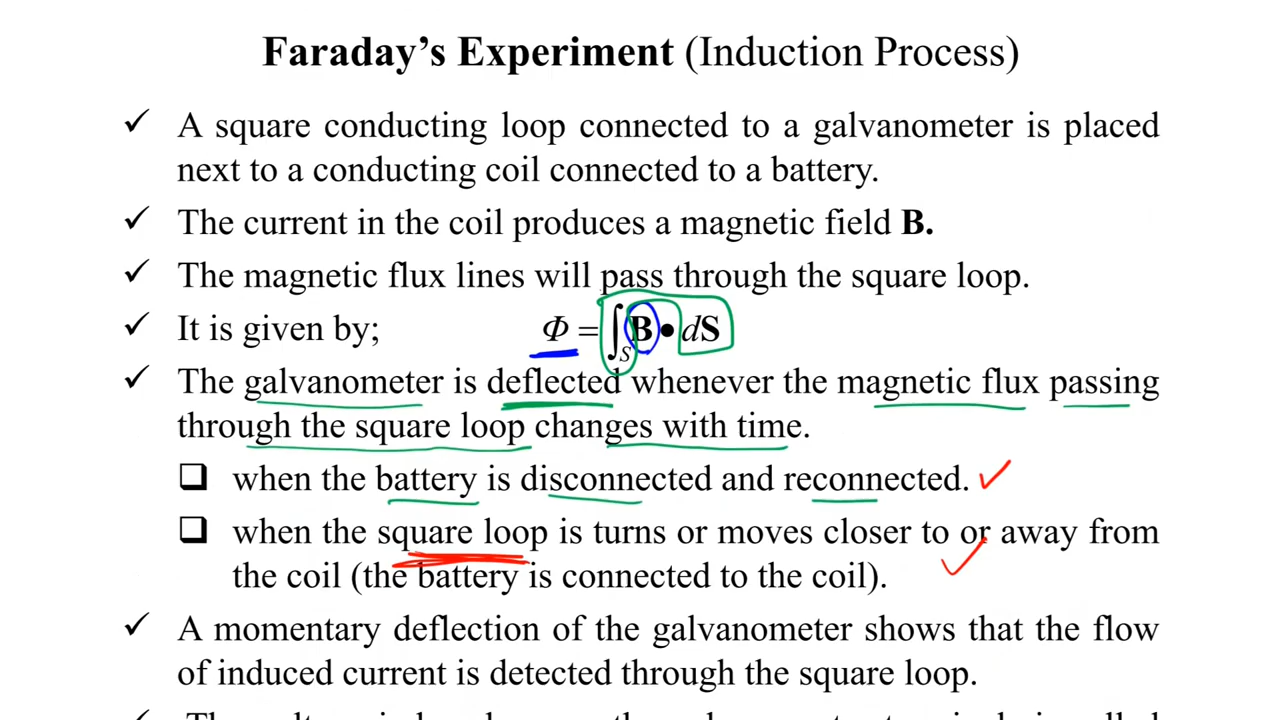 Faraday's Experiment (Induction Process)
✓ A square conducting loop connected to a galvanometer is placed
next to a conducting coil connected to a battery.
✓ The current in the coil produces a magnetic field B.
✓ The magnetic flux lines will pass through the square loop.
✓ It is given by; Φ = ∫_S B • dS
✓ The galvanometer is deflected whenever the magnetic flux passing
through the square loop changes with time.
❑ when the battery is disconnected and reconnected.
❑ when the square loop is turns or moves closer to or away from
the coil (the battery is connected to the coil).
✓ A momentary deflection of the galvanometer shows that the flow
of induced current is detected through the square loop.